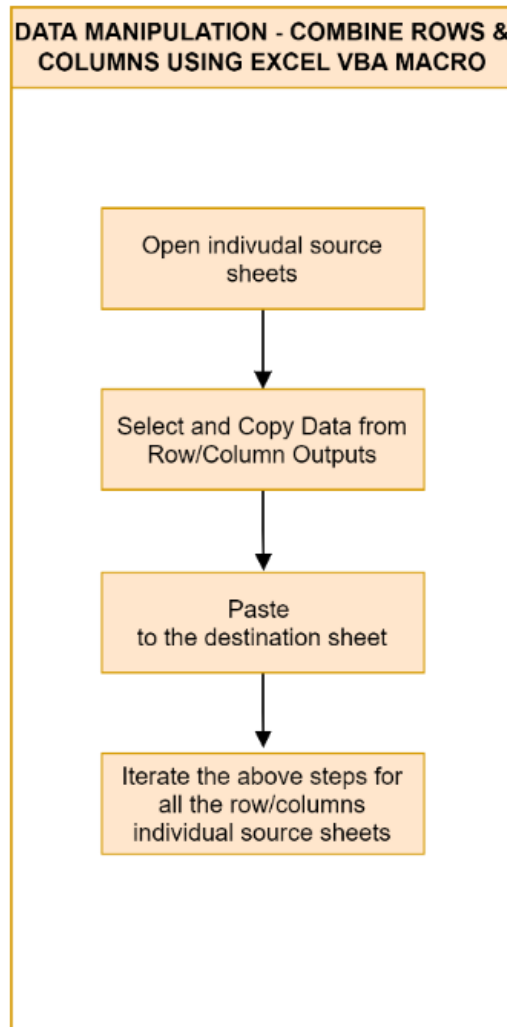 DATA MANIPULATION - COMBINE ROWS &
COLUMNS USING EXCEL VBA MACRO
Open indivudal source
sheets
Select and Copy Data from
Row/Column Outputs
Paste
to the destination sheet
Iterate the above steps for
all the row/columns
individual source sheets